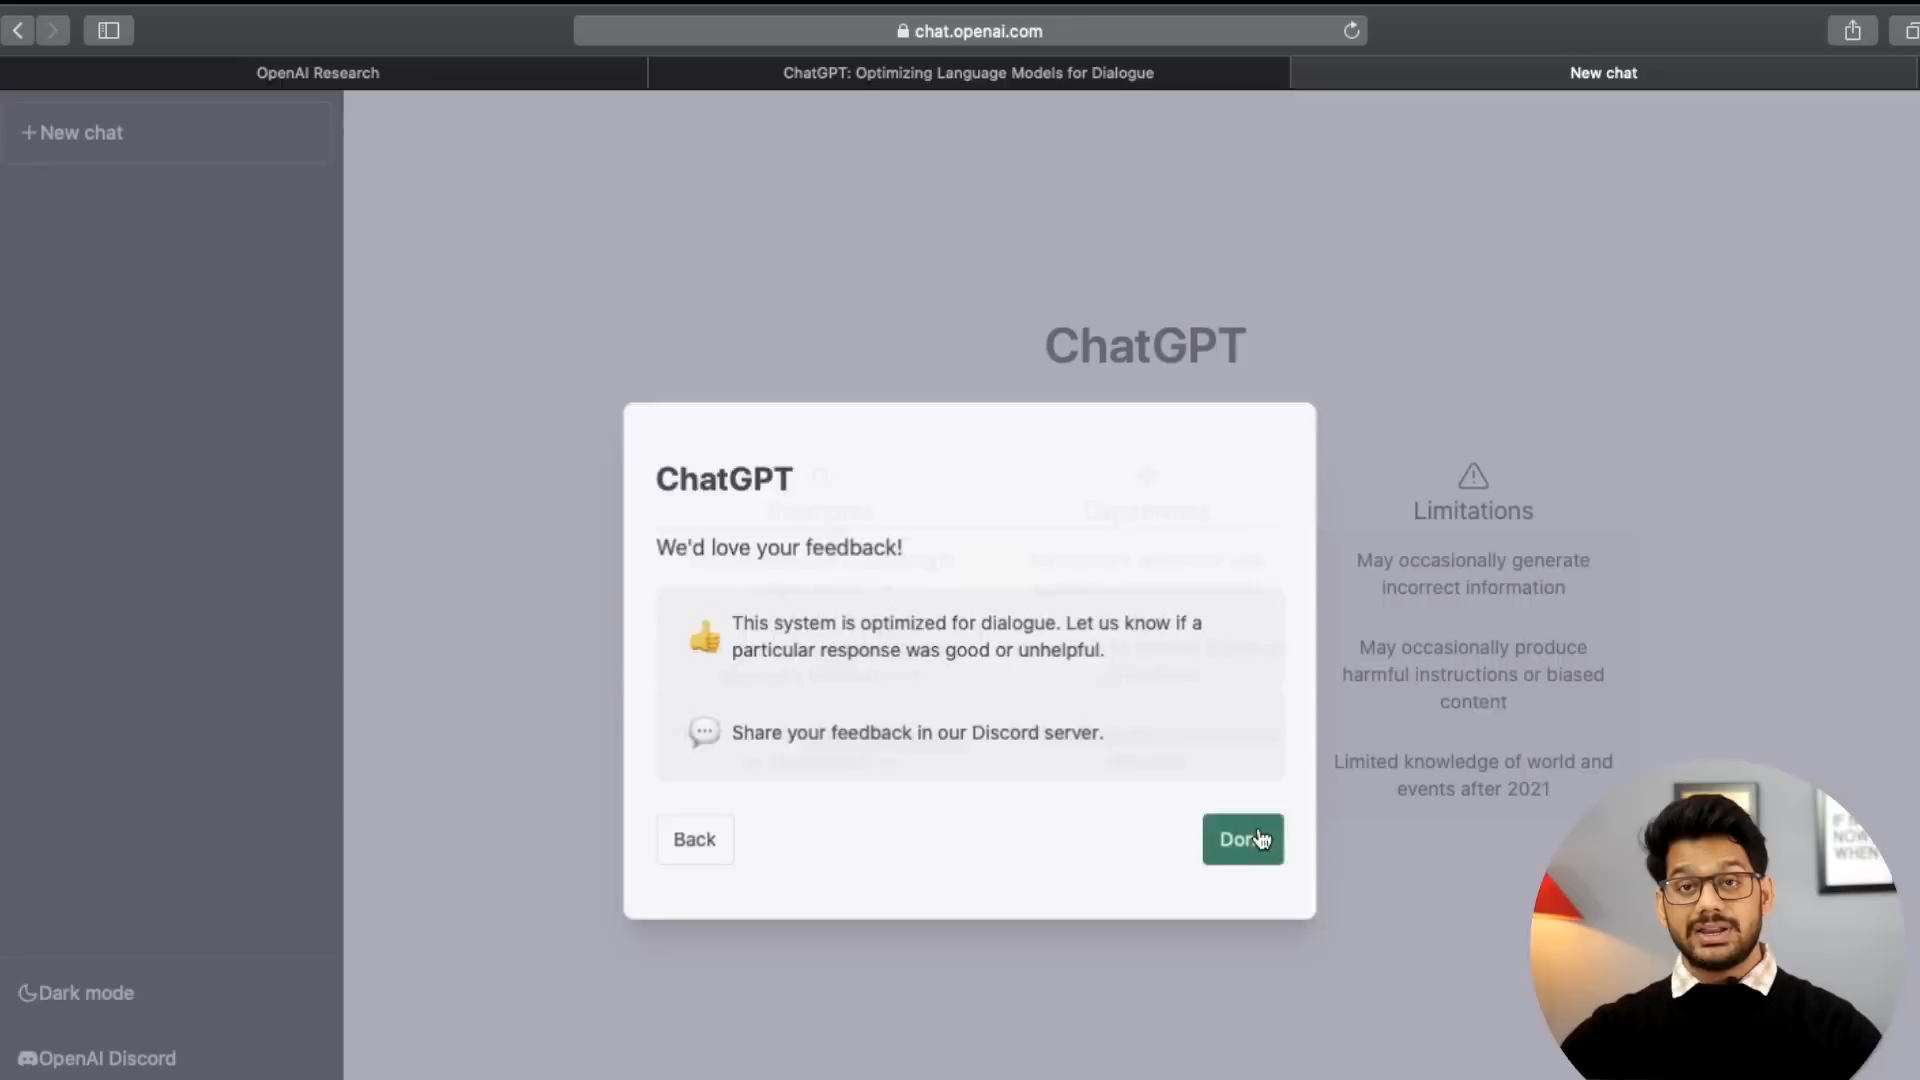 chat.openai.com
OpenAI Research
ChatGPT: Optimizing Language Models for Dialogue
New chat
+ New chat
ChatGPT
ChatGPT
We'd love your feedback!
This system is optimized for dialogue. Let us know if a
particular response was good or unhelpful.
Share your feedback in our Discord server.
Back
Limitations
May occasionally generate
incorrect information
May occasionally produce
harmful instructions or biased
content
Limited knowledge of world and
events after 2021
NOW
WHEN
Dark mode
OpenAI Discord